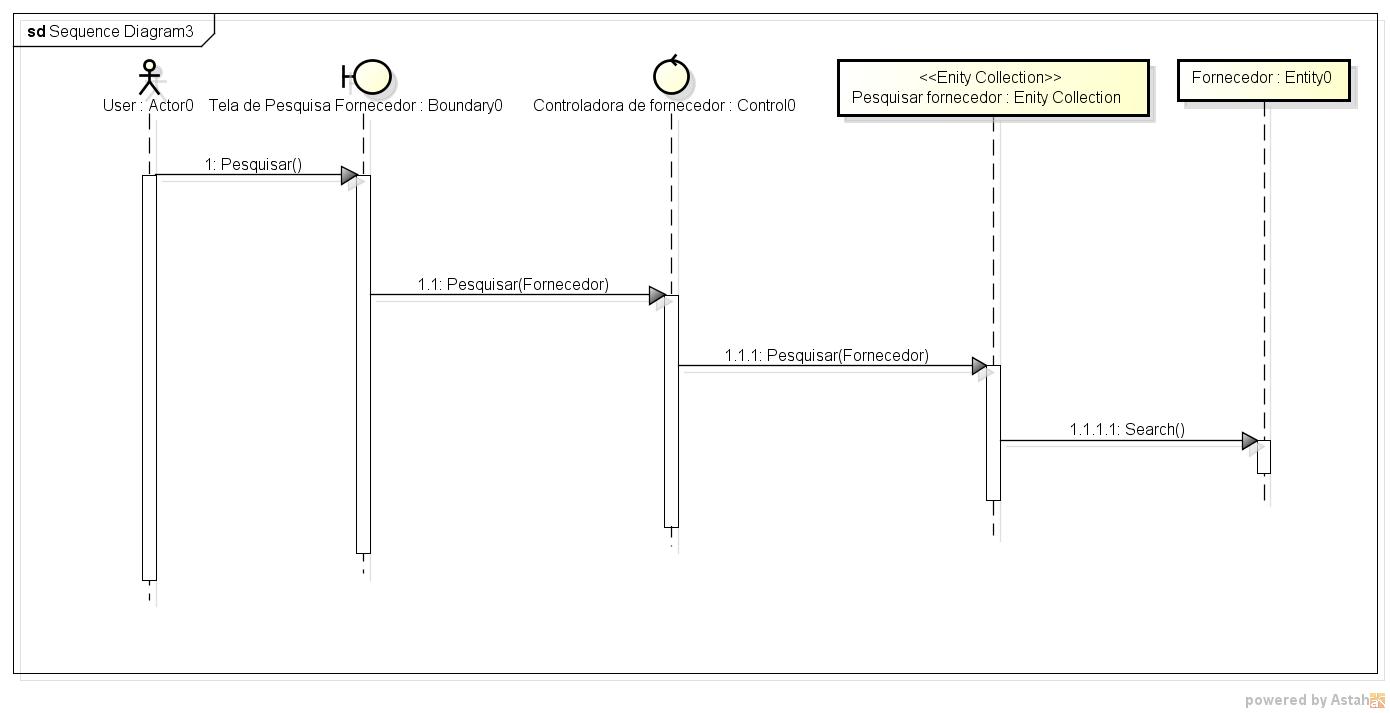 sd Sequence Diagram3
User : Actor0
Tela de Pesquisa Fornecedor : Boundary0
Controladora de fornecedor : Control0
<<Enity Collection>>
Pesquisar fornecedor : Enity Collection
Fornecedor : Entity0
1: Pesquisar()
1.1: Pesquisar(Fornecedor)
1.1.1: Pesquisar(Fornecedor)
1.1.1.1: Search()
powered by Astah